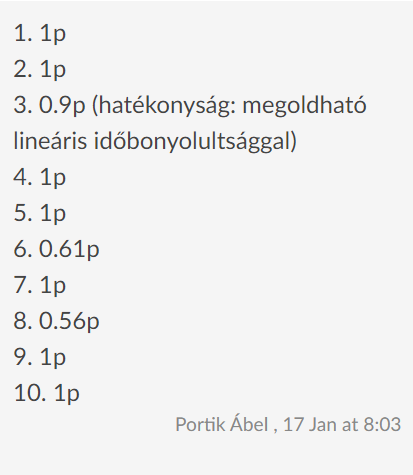 1. 1p
2. 1p
3. 0.9p (hatékonyság: megoldható
lineáris időbonyolultsággal)
4. 1p
5. 1p
6. 0.61p
7. 1p
8. 0.56p
9. 1p
10. 1p
Portik Ábel , 17 Jan at 8:03